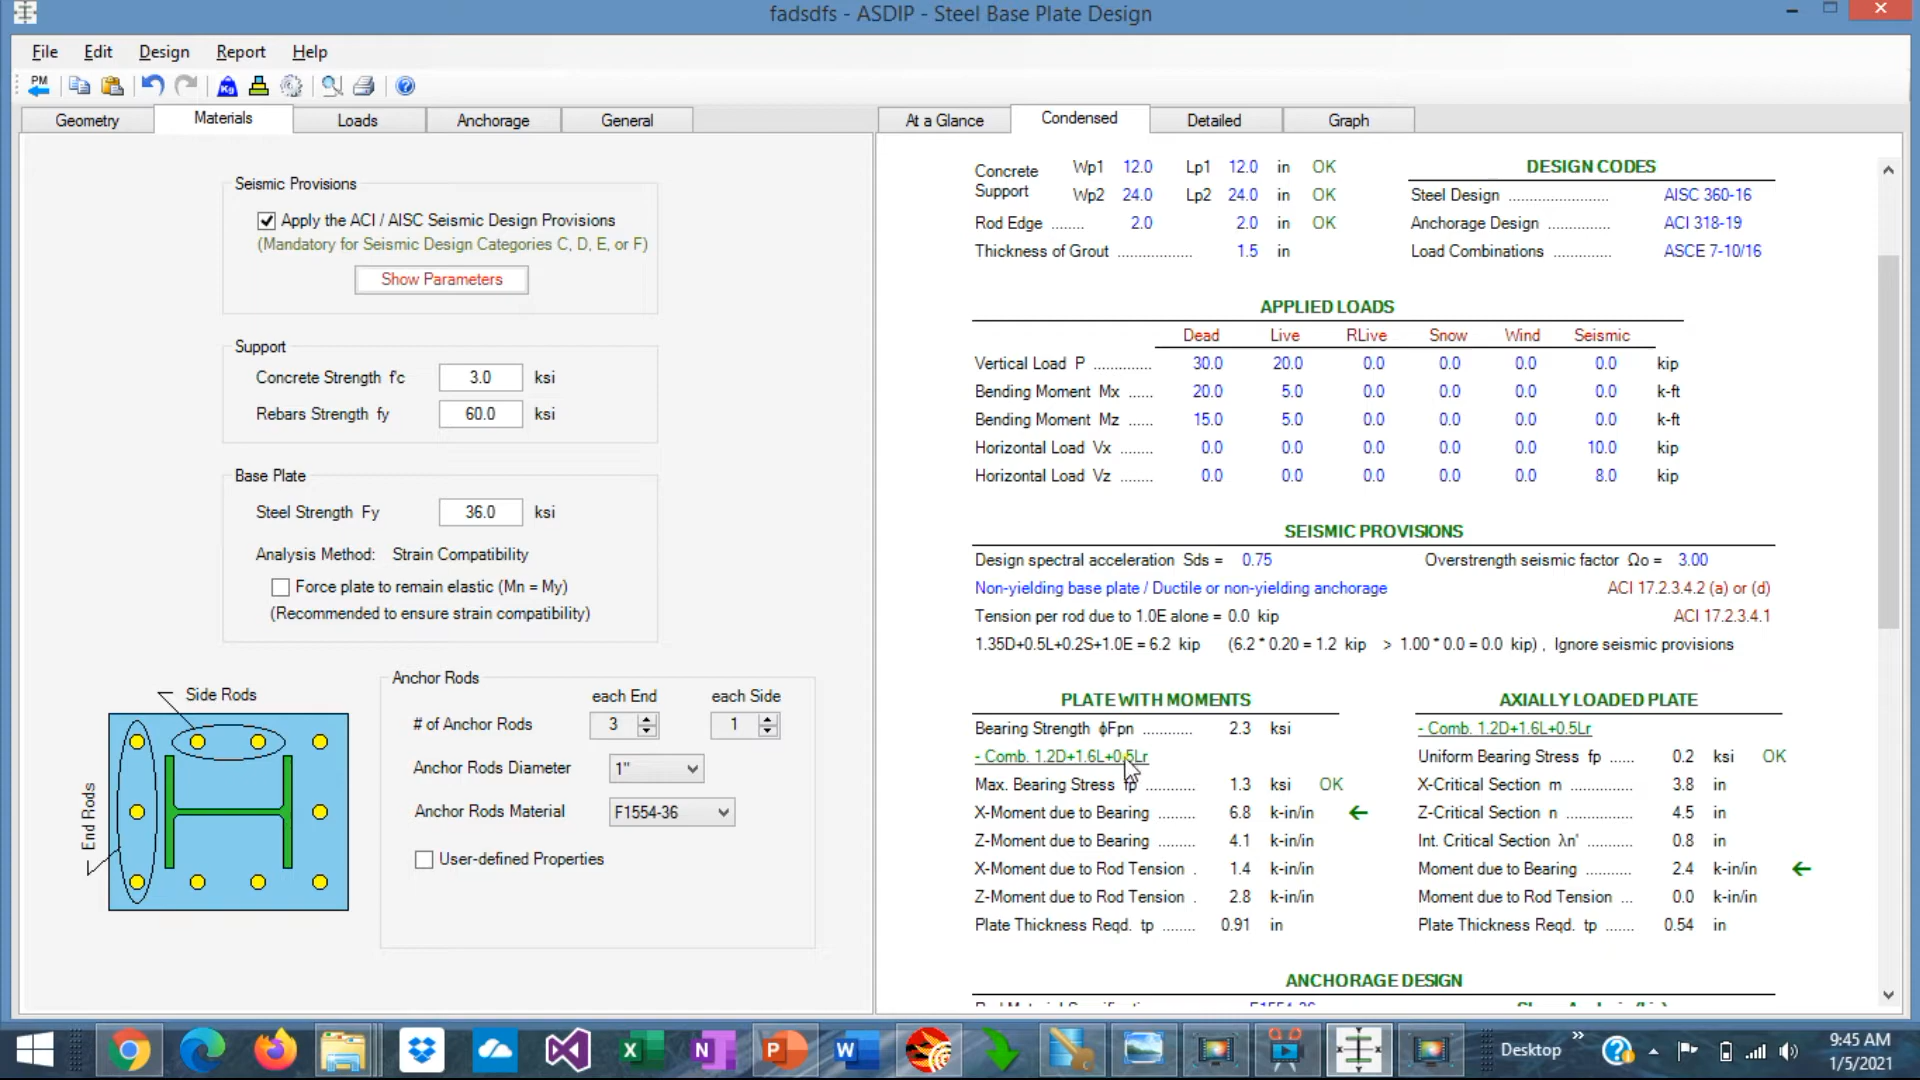 fadsdfs - ASDIP - Steel Base Plate Design
File Edit Design Report Help
PM
Kg
Geometry Materials Loads Anchorage General
At a Glance Condensed Detailed Graph
Seismic Provisions
Apply the ACI / AISC Seismic Design Provisions
(Mandatory for Seismic Design Categories C, D, E, or F)
Show Parameters
Support
Concrete Strength f'c 3.0 ksi
Rebars Strength fy 60.0 ksi
Base Plate
Steel Strength Fy 36.0 ksi
Analysis Method: Strain Compatibility
Force plate to remain elastic (Mn = My)
(Recommended to ensure strain compatibility)
Side Rods
End Rods
Anchor Rods
each End each Side
# of Anchor Rods 3 1
Anchor Rods Diameter 1"
Anchor Rods Material F1554-36
User-defined Properties
Concrete Support Wp1 12.0 Lp1 12.0 in OK
Wp2 24.0 Lp2 24.0 in OK
Rod Edge ........ 2.0 2.0 in OK
Thickness of Grout .................. 1.5 in
DESIGN CODES
Steel Design ........................ AISC 360-16
Anchorage Design ............... ACI 318-19
Load Combinations ............. ASCE 7-10/16
APPLIED LOADS
Dead Live RLive Snow Wind Seismic
Vertical Load P .............. 30.0 20.0 0.0 0.0 0.0 0.0 kip
Bending Moment Mx ...... 20.0 5.0 0.0 0.0 0.0 0.0 k-ft
Bending Moment Mz ...... 15.0 5.0 0.0 0.0 0.0 0.0 k-ft
Horizontal Load Vx ........ 0.0 0.0 0.0 0.0 0.0 10.0 kip
Horizontal Load Vz ........ 0.0 0.0 0.0 0.0 0.0 8.0 kip
SEISMIC PROVISIONS
Design spectral acceleration Sds = 0.75 Overstrength seismic factor Ωo = 3.00
Non-yielding base plate / Ductile or non-yielding anchorage ACI 17.2.3.4.2 (a) or (d)
Tension per rod due to 1.0E alone = 0.0 kip ACI 17.2.3.4.1
1.35D+0.5L+0.2S+1.0E = 6.2 kip (6.2 * 0.20 = 1.2 kip > 1.00 * 0.0 = 0.0 kip) , Ignore seismic provisions
PLATE WITH MOMENTS
Bearing Strength ϕFpn ............ 2.3 ksi
- Comb. 1.2D+1.6L+0.5Lr
Max. Bearing Stress fp ............ 1.3 ksi OK
X-Moment due to Bearing ......... 6.8 k-in/in
Z-Moment due to Bearing ......... 4.1 k-in/in
X-Moment due to Rod Tension . 1.4 k-in/in
Z-Moment due to Rod Tension . 2.8 k-in/in
Plate Thickness Reqd. tp ........ 0.91 in
AXIALLY LOADED PLATE
- Comb. 1.2D+1.6L+0.5Lr
Uniform Bearing Stress fp ...... 0.2 ksi OK
X-Critical Section m ............... 3.8 in
Z-Critical Section n ................ 4.5 in
Int. Critical Section λn' ........... 0.8 in
Moment due to Bearing ........... 2.4 k-in/in
Moment due to Rod Tension ... 0.0 k-in/in
Plate Thickness Reqd. tp ....... 0.54 in
ANCHORAGE DESIGN
Desktop
9:45 AM
1/5/2021